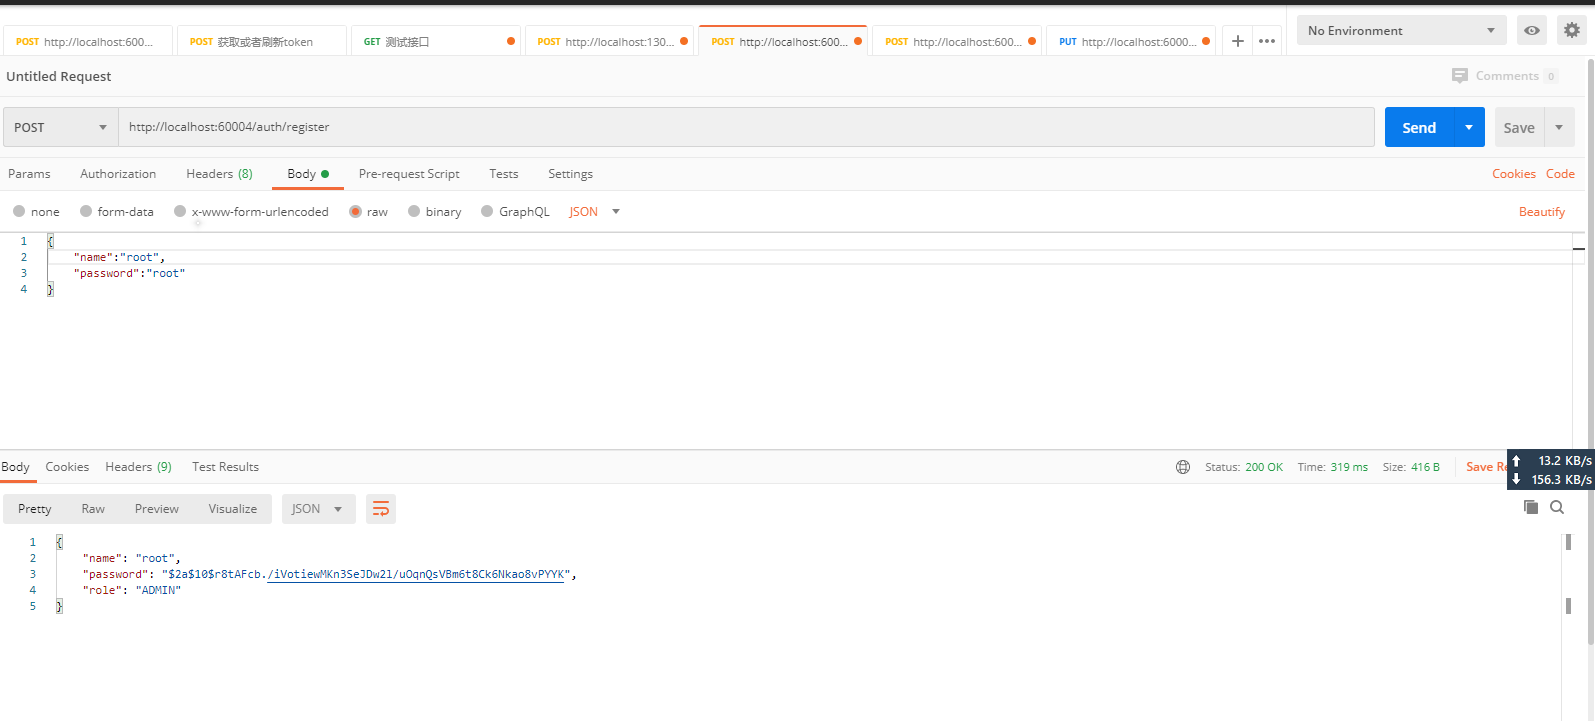 POST http://localhost:600... POST 获取或者刷新token GET 测试接口 POST http://localhost:130... POST http://localhost:600... POST http://localhost:600... PUT http://localhost:6000... + ••• No Environment
Untitled Request Comments 0
POST http://localhost:60004/auth/register Send Save
Params Authorization Headers (8) Body Pre-request Script Tests Settings Cookies Code
none form-data x-www-form-urlencoded raw binary GraphQL JSON Beautify
1 {
2 "name":"root",
3 "password":"root"
4 }
Body Cookies Headers (9) Test Results Status: 200 OK Time: 319 ms Size: 416 B Save Re
13.2 KB/s
156.3 KB/s
Pretty Raw Preview Visualize JSON
1 {
2 "name": "root",
3 "password": "$2a$10$r8tAFcb./iVotiewMKn3SeJDw2l/uOqnQsVBm6t8Ck6Nkao8vPYYK",
4 "role": "ADMIN"
5 }